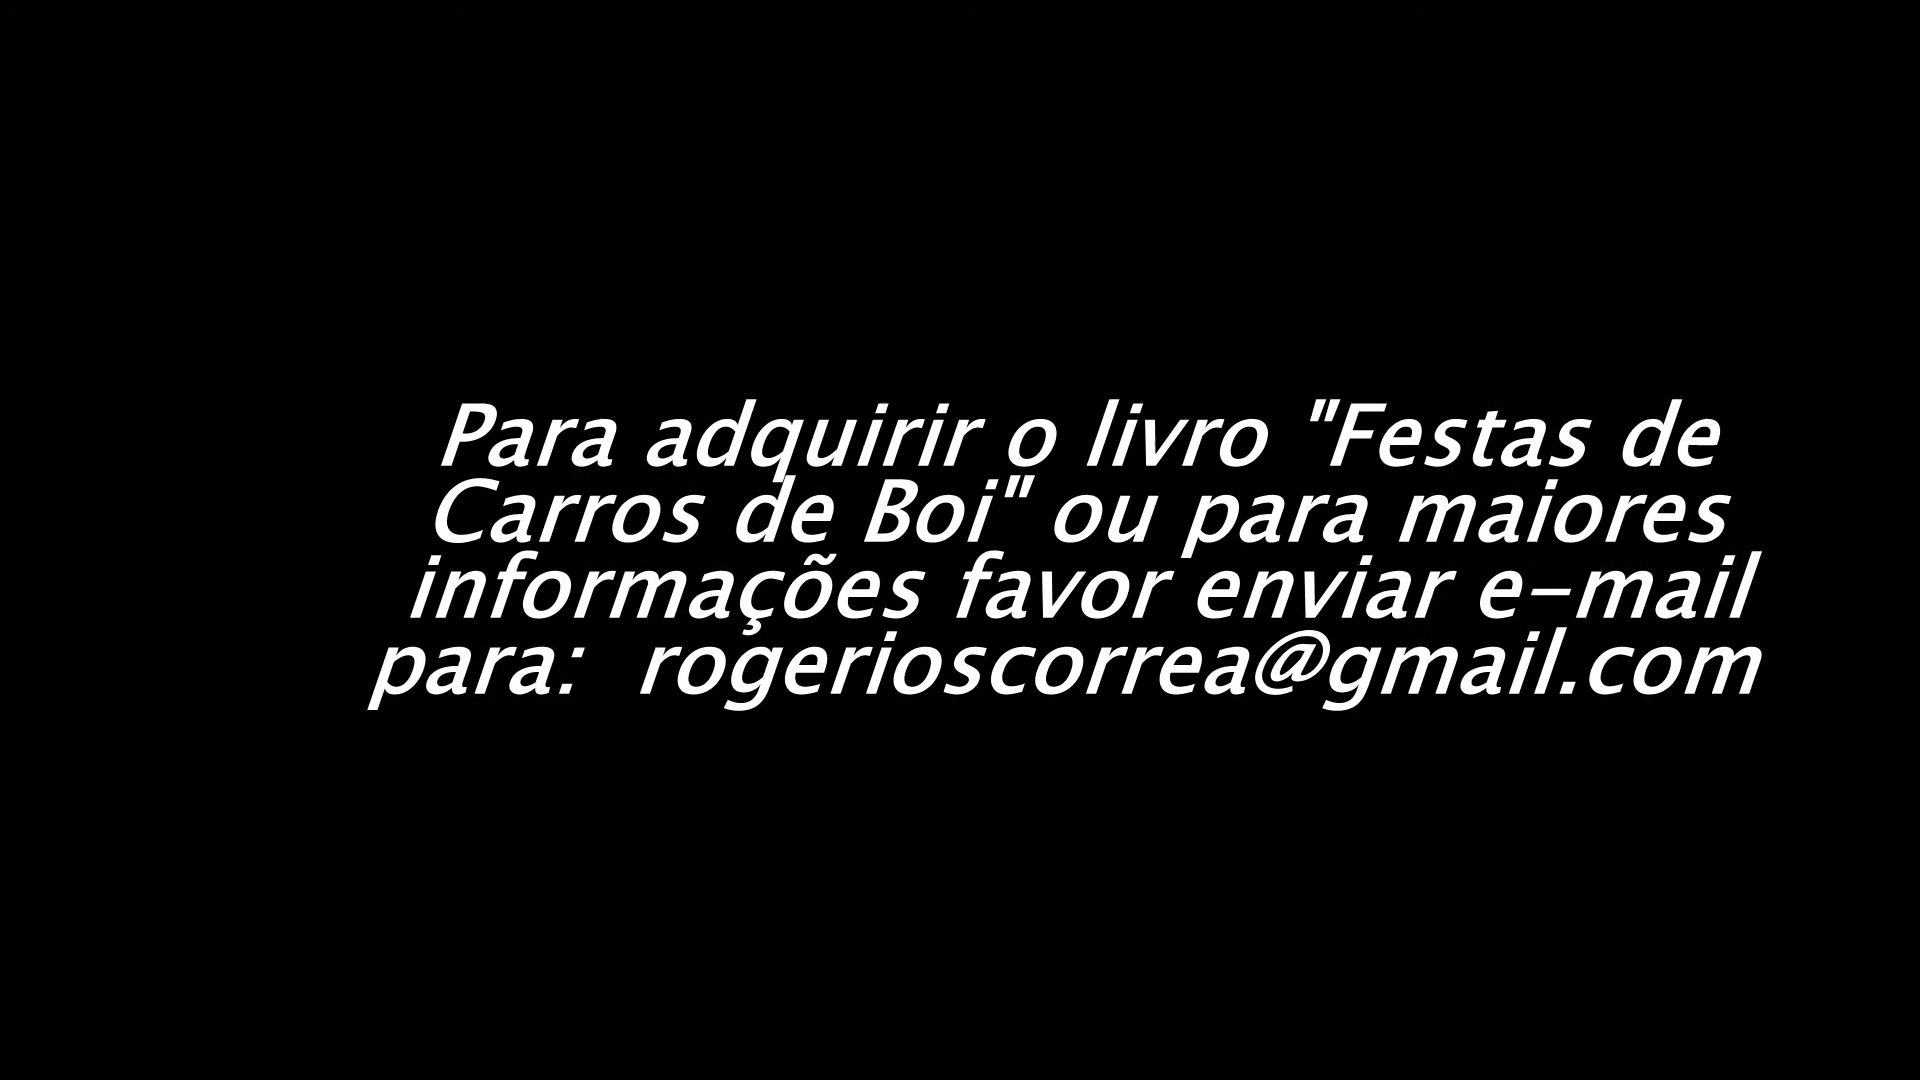 Para adquirir o livro "Festas de
Carros de Boi" ou para maiores
informações favor enviar e-mail
para:  rogerioscorrea@gmail.com